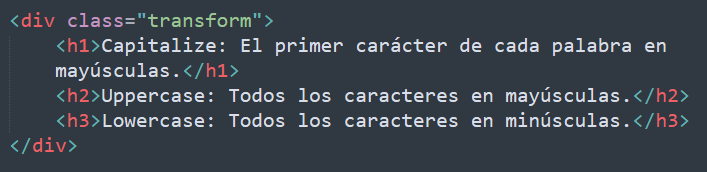 <div class="transform">
<h1>Capitalize: El primer carácter de cada palabra en
mayúsculas.</h1>
<h2>Uppercase: Todos los caracteres en mayúsculas.</h2>
<h3>Lowercase: Todos los caracteres en minúsculas.</h3>
</div>